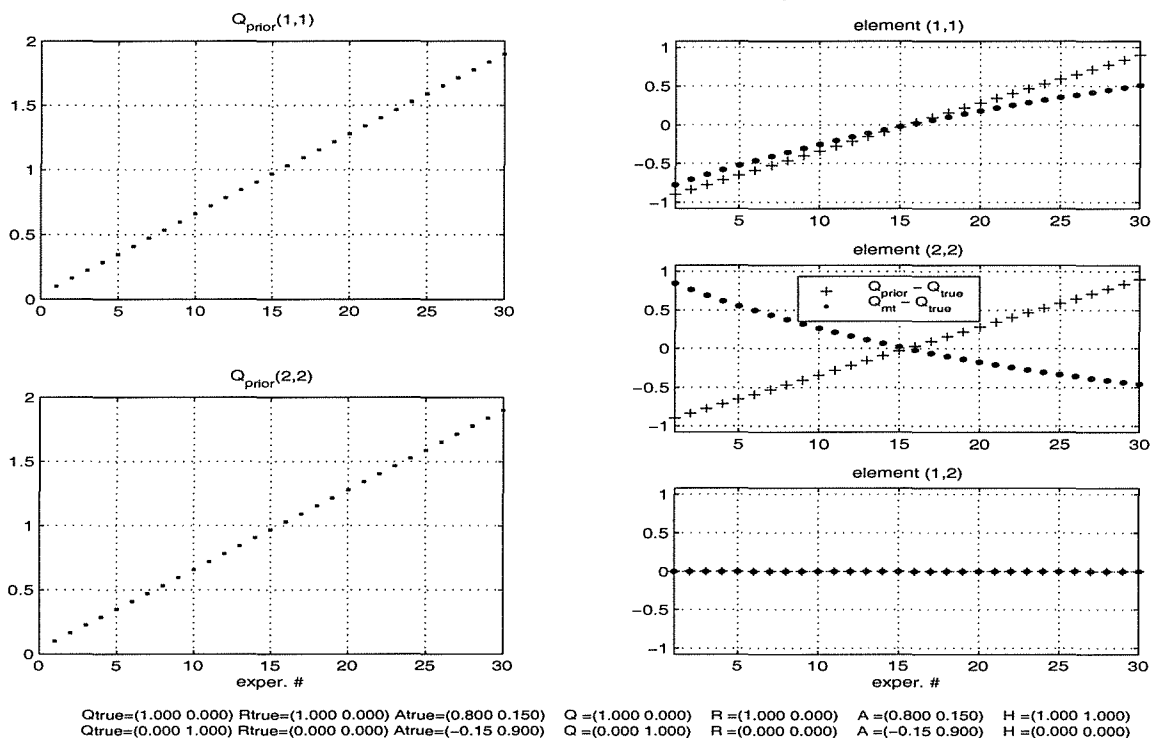 Q_prior(1,1)
2
1.5
1
0.5
0
0 5 10 15 20 25 30
Q_prior(2,2)
2
1.5
1
0.5
0
0 5 10 15 20 25 30
exper. #
element (1,1)
1
0.5
0
−0.5
−1
5 10 15 20 25 30
element (2,2)
1
0.5
0
−0.5
−1
+ Q_prior − Q_true
• Q_mt − Q_true
5 10 15 20 25 30
element (1,2)
1
0.5
0
−0.5
−1
5 10 15 20 25 30
exper. #
Qtrue=(1.000 0.000) Rtrue=(1.000 0.000) Atrue=(0.800 0.150) Q =(1.000 0.000) R =(1.000 0.000) A =(0.800 0.150) H =(1.000 1.000)
Qtrue=(0.000 1.000) Rtrue=(0.000 0.000) Atrue=(−0.15 0.900) Q =(0.000 1.000) R =(0.000 0.000) A =(−0.15 0.900) H =(0.000 0.000)